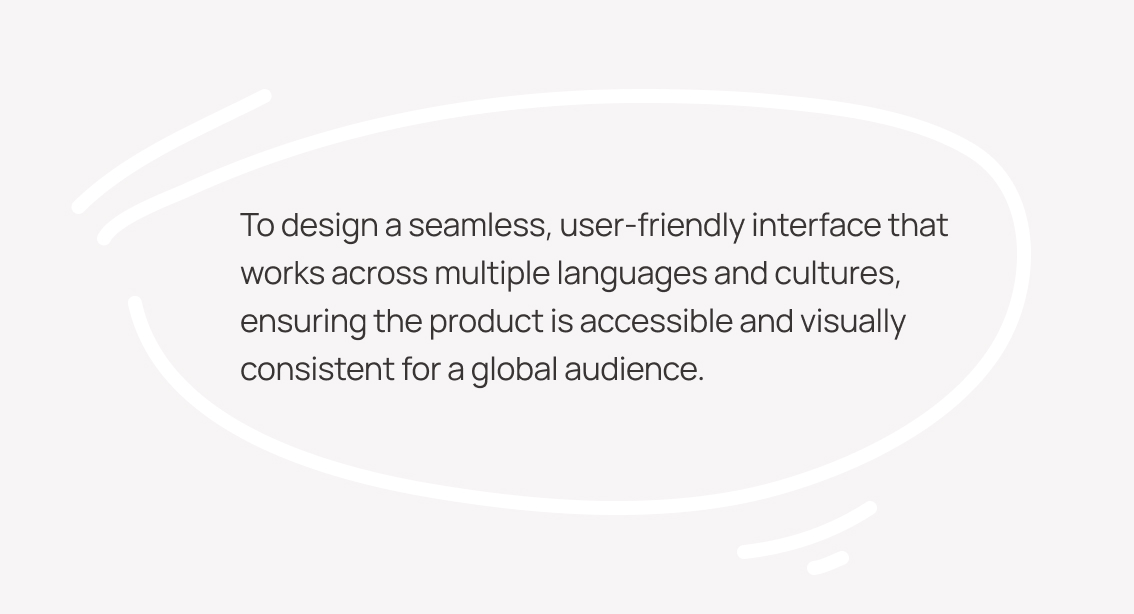 To design a seamless, user-friendly interface that
works across multiple languages and cultures,
ensuring the product is accessible and visually
consistent for a global audience.